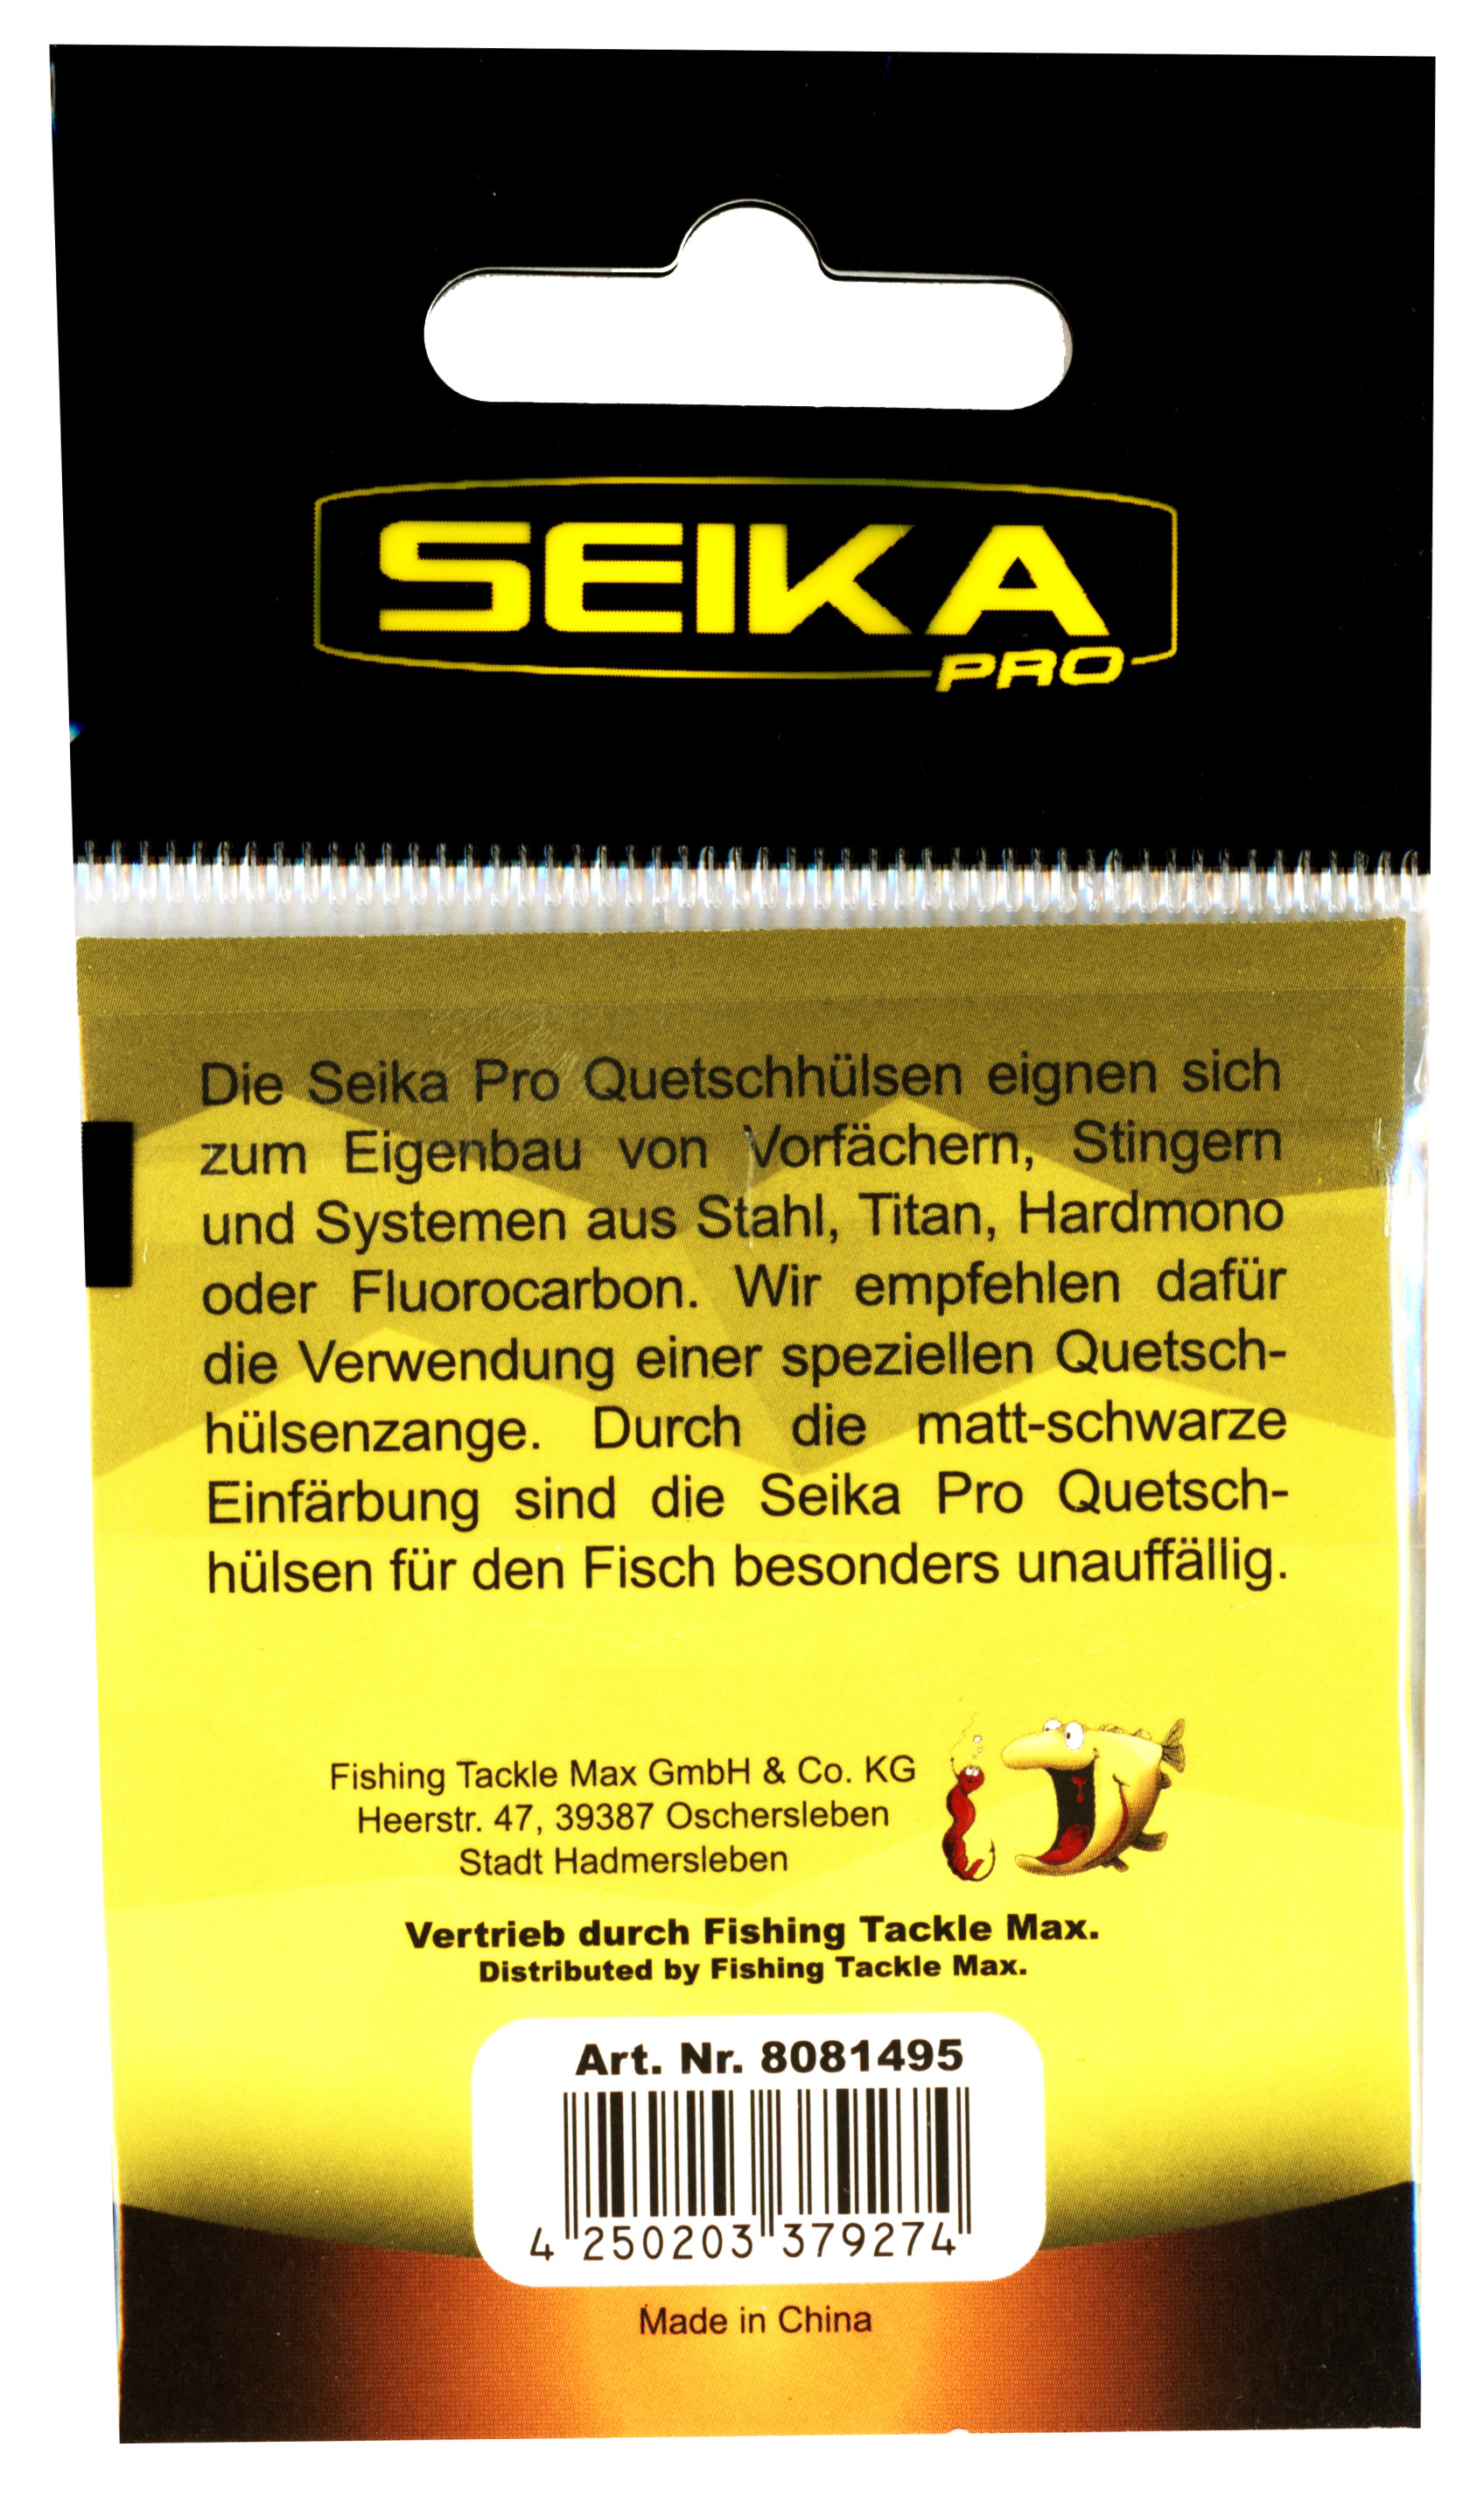 SEIKA
PRO
Die Seika Pro Quetschhülsen eignen sich
zum Eigenbau von Vorfächern, Stingern
und Systemen aus Stahl, Titan, Hardmono
oder Fluorocarbon. Wir empfehlen dafür
die Verwendung einer speziellen Quetsch-
hülsenzange. Durch die matt-schwarze
Einfärbung sind die Seika Pro Quetsch-
hülsen für den Fisch besonders unauffällig.
Fishing Tackle Max GmbH & Co. KG
Heerstr. 47, 39387 Oschersleben
Stadt Hadmersleben
Vertrieb durch Fishing Tackle Max.
Distributed by Fishing Tackle Max.
Art. Nr. 8081495
4 250203 379274
Made in China